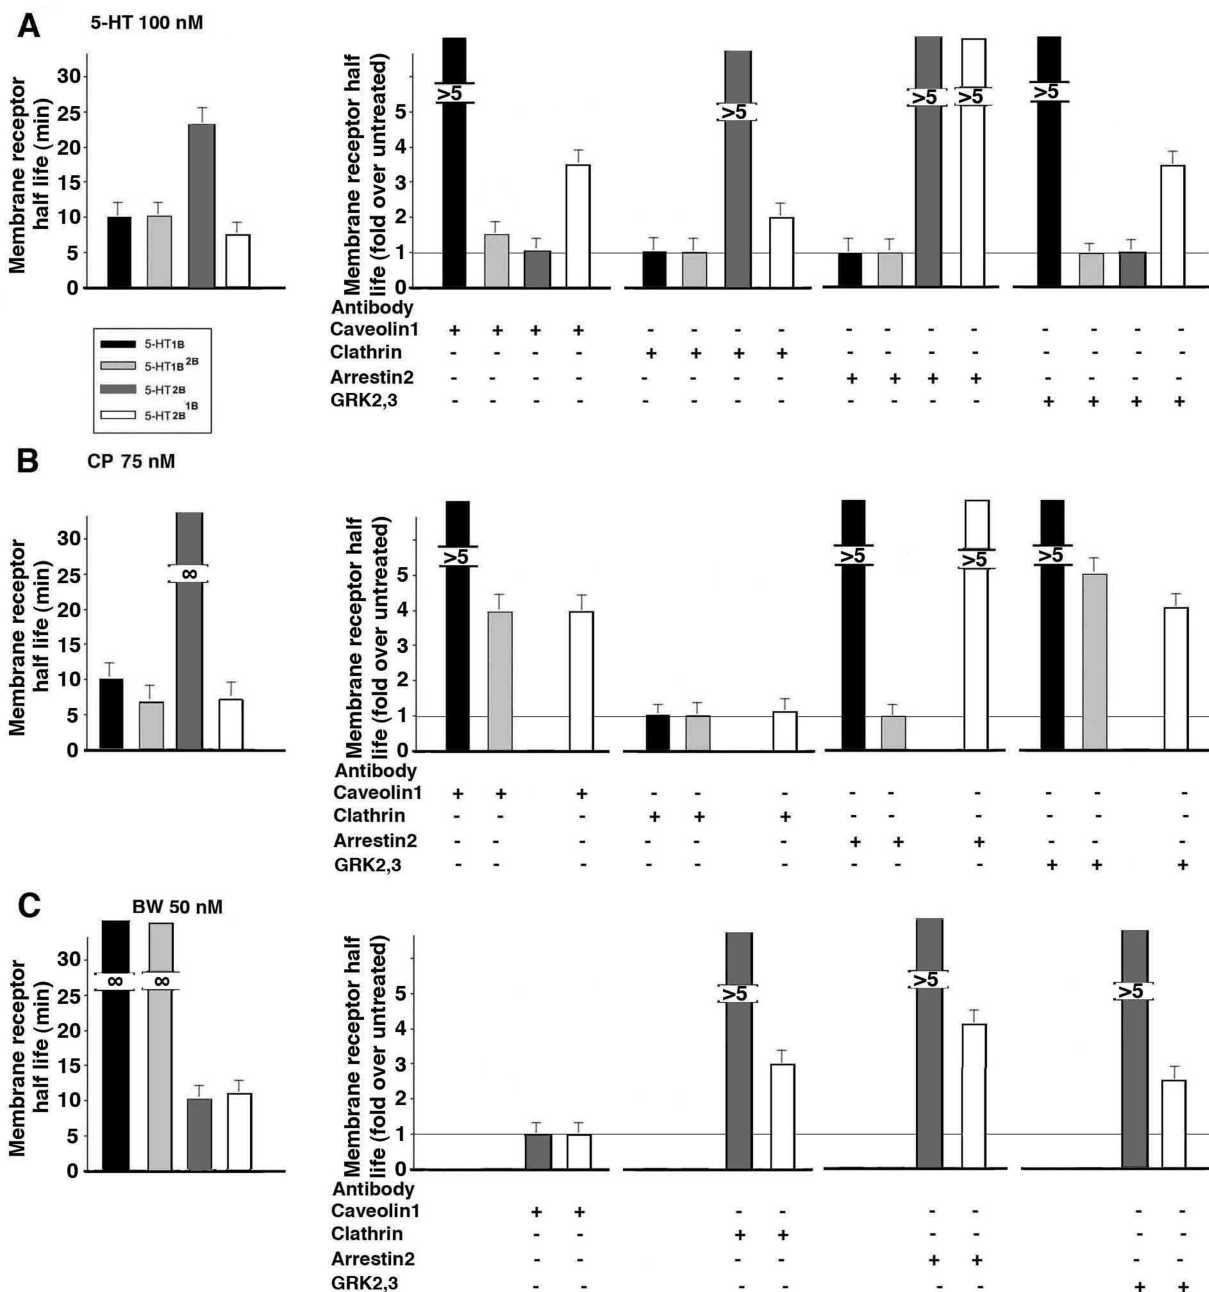 A
5-HT 100 nM
Membrane receptor
half life (min)
30
25
20
15
10
5
0
Membrane receptor half
life (fold over untreated)
5
4
3
2
1
0
>5
>5
>5
>5
>5
Antibody
Caveolin1 + + + + - - - - - - - - - - - -
Clathrin - - - - + + + + - - - - - - - -
Arrestin2 - - - - - - - - + + + + - - - -
GRK2,3 - - - - - - - - - - - - + + + +
5-HT1B
5-HT1B 2B
5-HT2B
5-HT2B 1B
B
CP 75 nM
Membrane receptor
half life (min)
30
25
20
15
10
5
0
∞
Membrane receptor half
life (fold over untreated)
5
4
3
2
1
0
>5
>5
>5
>5
Antibody
Caveolin1 + + + - - - - - - - - -
Clathrin - - - + + + - - - - - -
Arrestin2 - - - - - - + + + - - -
GRK2,3 - - - - - - - - - + + +
C
BW 50 nM
Membrane receptor
half life (min)
30
25
20
15
10
5
0
∞
∞
Membrane receptor half
life (fold over untreated)
5
4
3
2
1
0
>5
>5
>5
Antibody
Caveolin1 + + - - - - - -
Clathrin - - + + - - - -
Arrestin2 - - - - + + - -
GRK2,3 - - - - - - + +